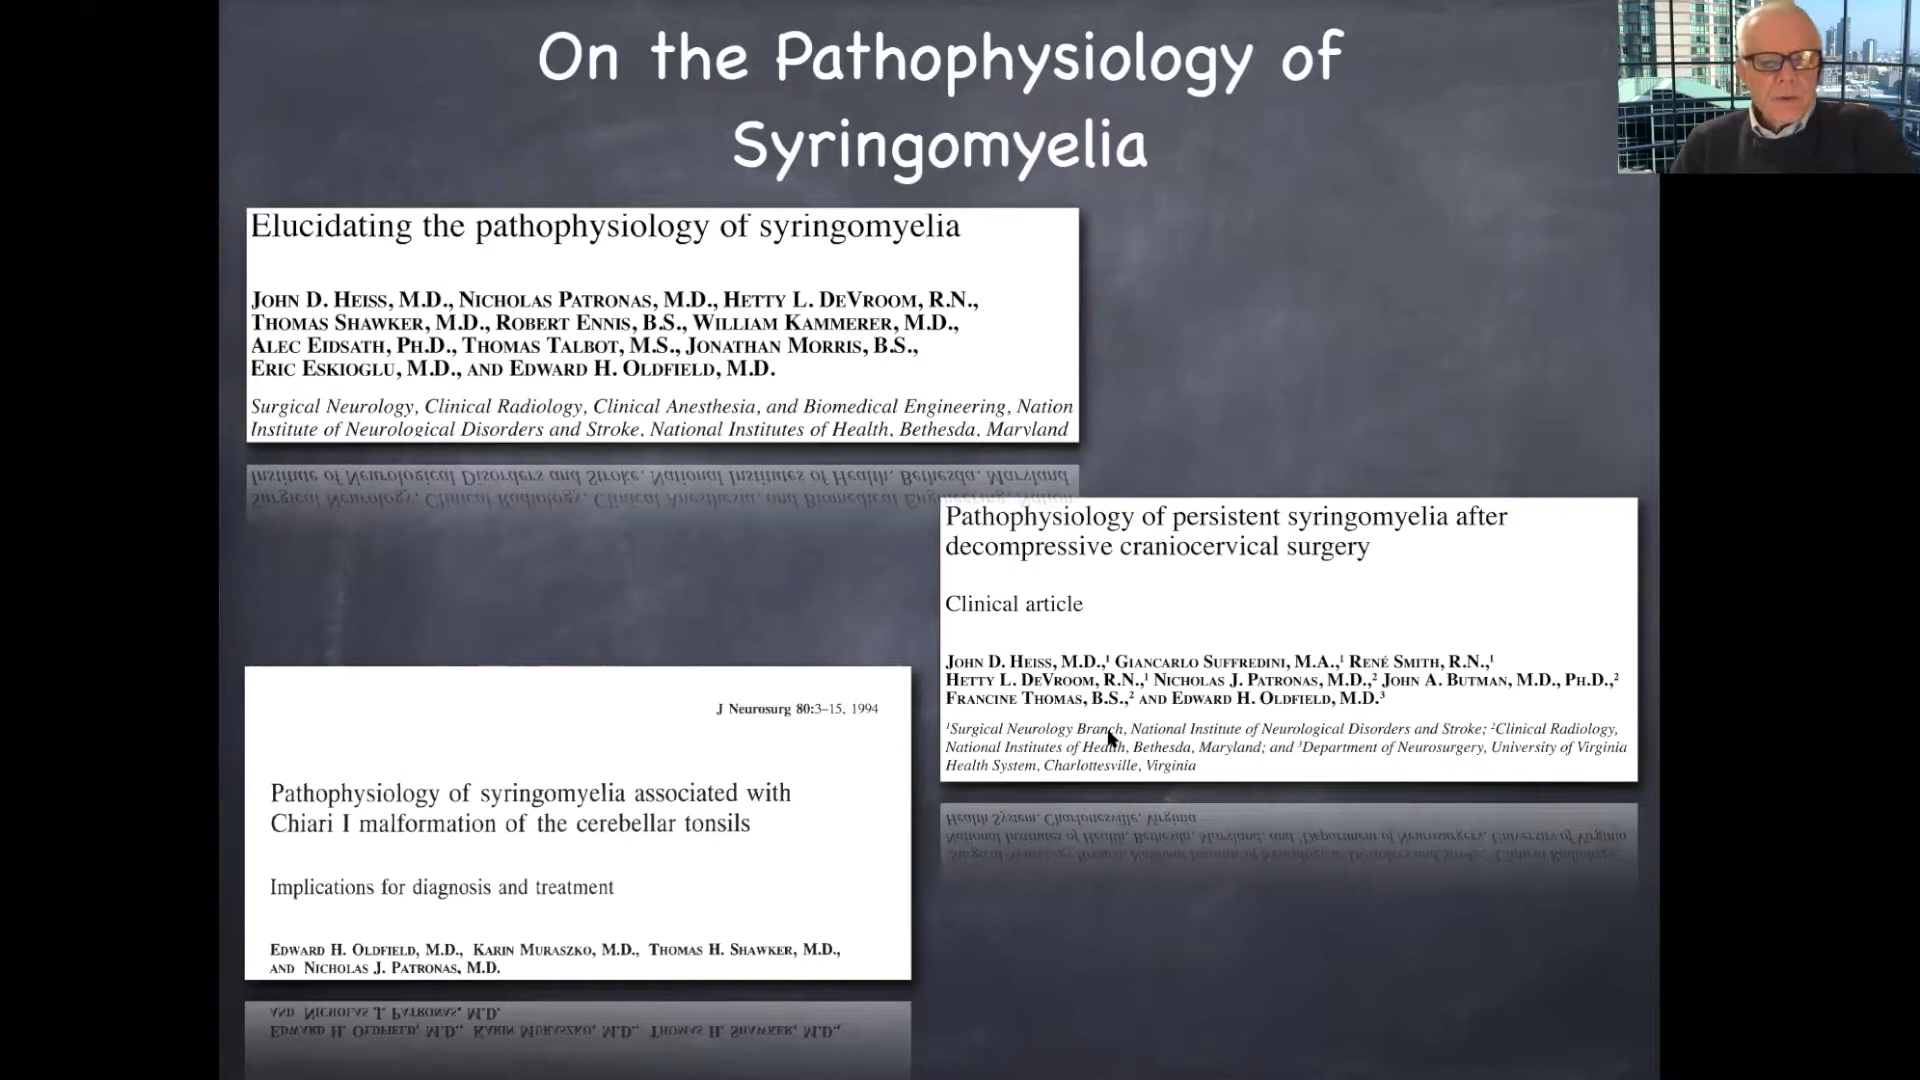 On the Pathophysiology of
Syringomyelia
Elucidating the pathophysiology of syringomyelia
JOHN D. HEISS, M.D., NICHOLAS PATRONAS, M.D., HETTY L. DEVROOM, R.N.,
THOMAS SHAWKER, M.D., ROBERT ENNIS, B.S., WILLIAM KAMMERER, M.D.,
ALEC EIDSATH, PH.D., THOMAS TALBOT, M.S., JONATHAN MORRIS, B.S.,
ERIC ESKIOGLU, M.D., AND EDWARD H. OLDFIELD, M.D.
Surgical Neurology, Clinical Radiology, Clinical Anesthesia, and Biomedical Engineering, Nation
Institute of Neurological Disorders and Stroke, National Institutes of Health, Bethesda, Maryland
Pathophysiology of persistent syringomyelia after
decompressive craniocervical surgery
Clinical article
JOHN D. HEISS, M.D.,¹ GIANCARLO SUFFREDINI, M.A.,¹ RENÉ SMITH, R.N.,¹
HETTY L. DEVROOM, R.N.,¹ NICHOLAS J. PATRONAS, M.D.,² JOHN A. BUTMAN, M.D., PH.D.,²
FRANCINE THOMAS, B.S.,² AND EDWARD H. OLDFIELD, M.D.³
¹Surgical Neurology Branch, National Institute of Neurological Disorders and Stroke; ²Clinical Radiology,
National Institutes of Health, Bethesda, Maryland; and ³Department of Neurosurgery, University of Virginia
Health System, Charlottesville, Virginia
J Neurosurg 80:3–15, 1994
Pathophysiology of syringomyelia associated with
Chiari I malformation of the cerebellar tonsils
Implications for diagnosis and treatment
EDWARD H. OLDFIELD, M.D., KARIN MURASZKO, M.D., THOMAS H. SHAWKER, M.D.,
AND NICHOLAS J. PATRONAS, M.D.